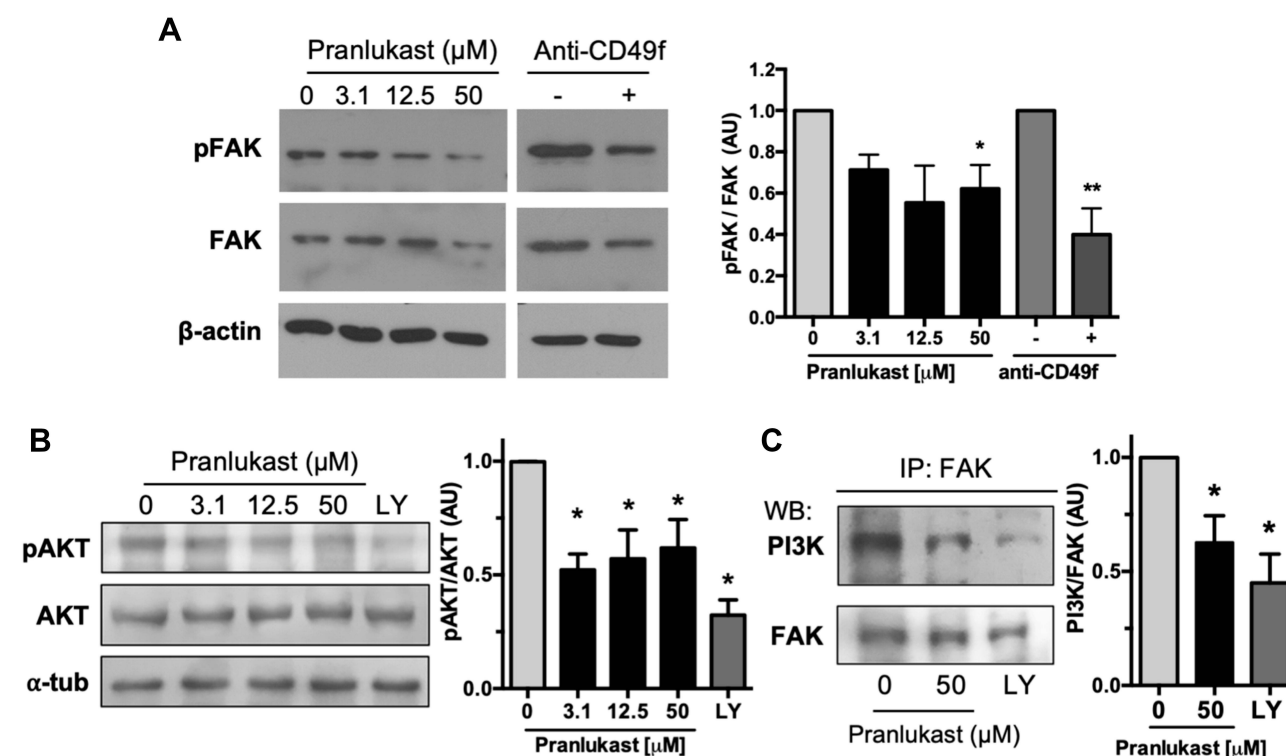 A
Pranlukast (µM)
Anti-CD49f
0 3.1 12.5 50
- +
pFAK
FAK
β-actin
pFAK / FAK (AU)
1.2
1.0
0.8
0.6
0.4
0.2
0.0
*
**
0 3.1 12.5 50 - +
Pranlukast [µM]
anti-CD49f
B
Pranlukast (µM)
0 3.1 12.5 50 LY
pAKT
AKT
α-tub
pAKT/AKT (AU)
1.0
0.5
0.0
* * * *
0 3.1 12.5 50 LY
Pranlukast [µM]
C
IP: FAK
WB:
PI3K
FAK
0 50 LY
Pranlukast (µM)
PI3K/FAK (AU)
1.0
0.5
0.0
* *
0 50 LY
Pranlukast [µM]